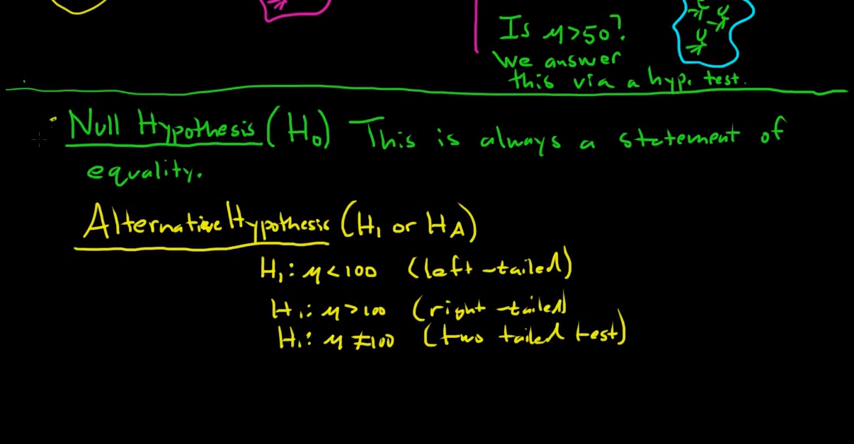 Is μ>50?
We answer
this via a hyp. test.
Null Hypothesis (H₀) This is always a statement of
equality.
Alternative Hypothesis (H₁ or HA)
H₁: μ<100 (left-tailed)
H₁: μ>100 (right-tailed)
H₁: μ≠100 (two tailed test)